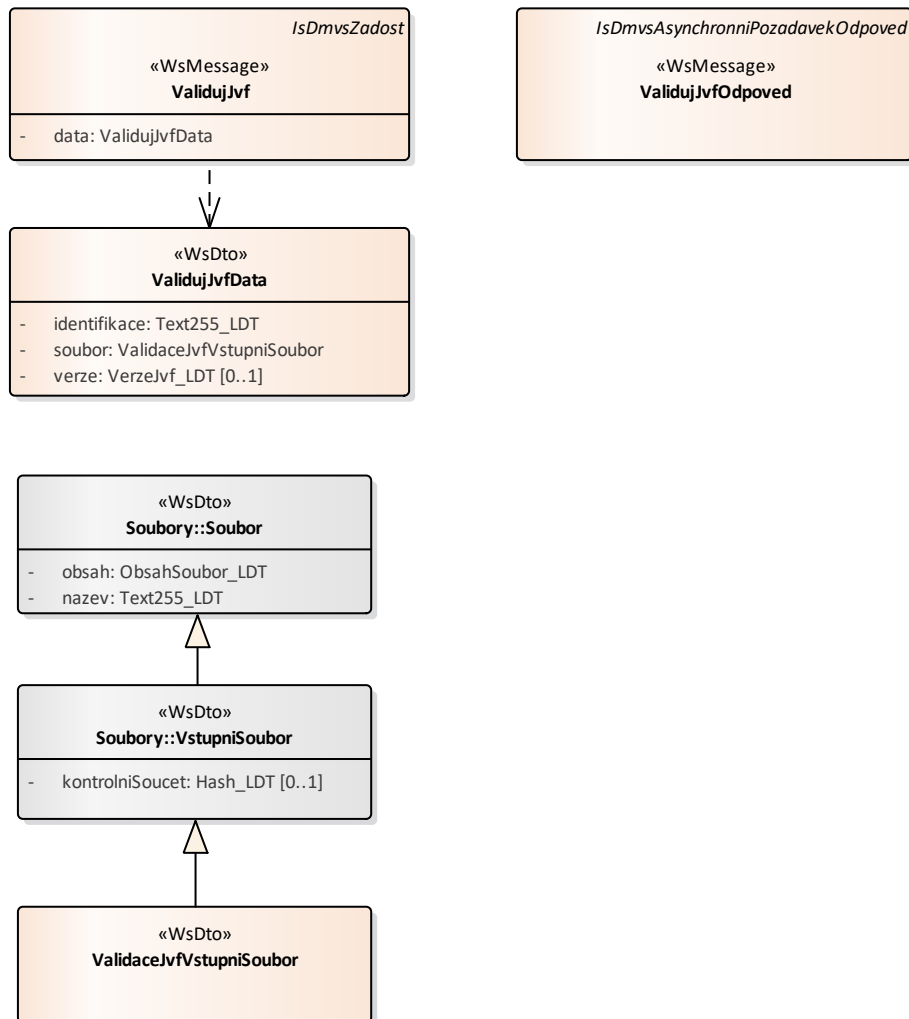 IsDmvsZadost
«WsMessage»
ValidujJvf
- data: ValidujJvfData
IsDmvsAsynchronniPozadavekOdpoved
«WsMessage»
ValidujJvfOdpoved
«WsDto»
ValidujJvfData
- identifikace: Text255_LDT
- soubor: ValidaceJvfVstupniSoubor
- verze: VerzeJvf_LDT [0..1]
«WsDto»
Soubory::Soubor
- obsah: ObsahSoubor_LDT
- nazev: Text255_LDT
«WsDto»
Soubory::VstupniSoubor
- kontrolniSoucet: Hash_LDT [0..1]
«WsDto»
ValidaceJvfVstupniSoubor